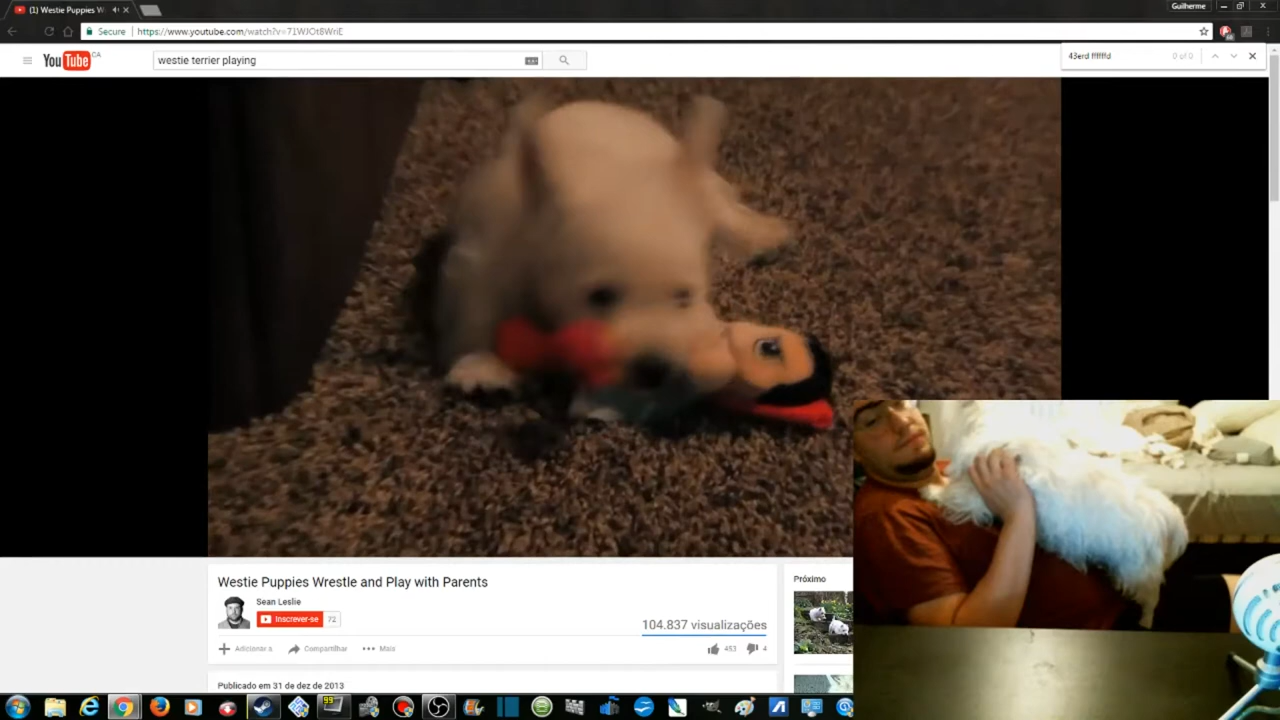 (1) Westie Puppies W
Guilherme
Secure
https://www.youtube.com/watch?v=71WJOt8WriE
YouTube CA
westie terrier playing
43erd ffffffd
0 of 0
Westie Puppies Wrestle and Play with Parents
Sean Leslie
Inscrever-se 72
104.837 visualizações
Adicionar a
Compartilhar
Mais
453
4
Publicado em 31 de dez de 2013
Próximo
99